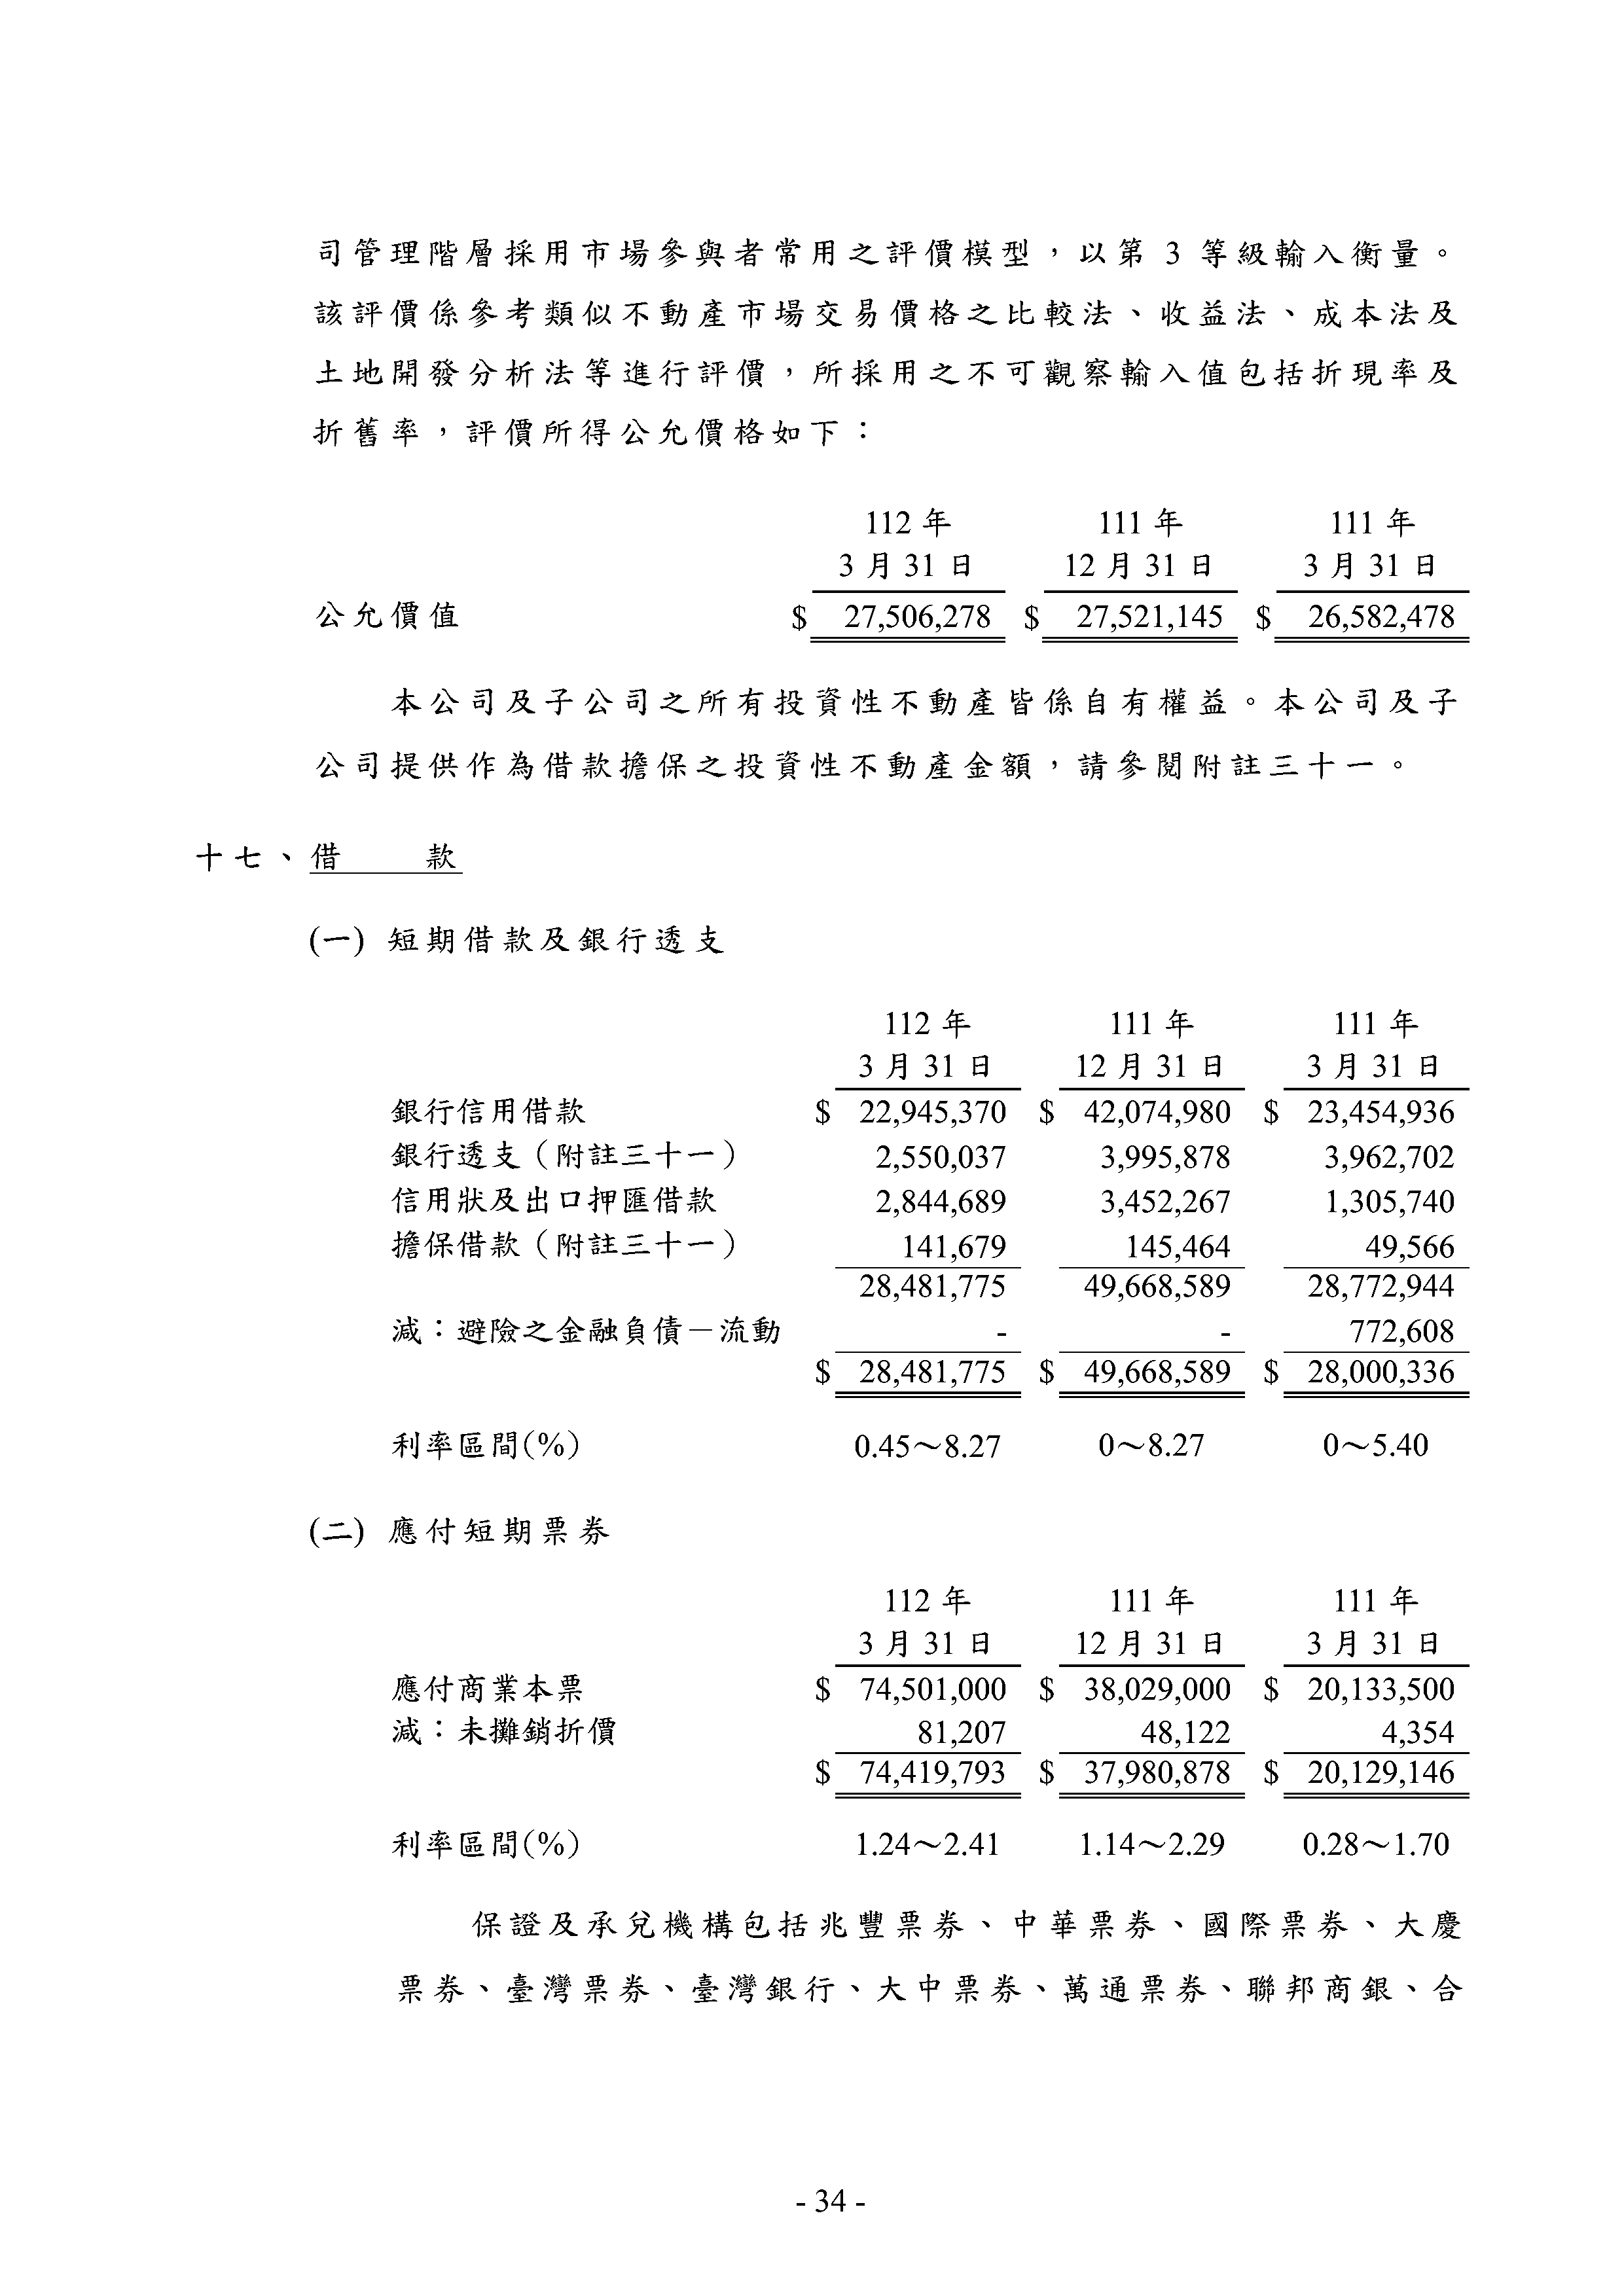 司管理階層採用市場參與者常用之評價模型，以第 3 等級輸入衡量。
該評價係參考類似不動產市場交易價格之比較法、收益法、成本法及
土地開發分析法等進行評價，所採用之不可觀察輸入值包括折現率及
折舊率，評價所得公允價格如下：
112 年 111 年 111 年
3 月 31 日 12 月 31 日 3 月 31 日
公允價值 $ 27,506,278 $ 27,521,145 $ 26,582,478
本公司及子公司之所有投資性不動產皆係自有權益。本公司及子
公司提供作為借款擔保之投資性不動產金額，請參閱附註三十一。
十七、借　　款
(一) 短期借款及銀行透支
112 年 111 年 111 年
3 月 31 日 12 月 31 日 3 月 31 日
銀行信用借款 $ 22,945,370 $ 42,074,980 $ 23,454,936
銀行透支（附註三十一） 2,550,037 3,995,878 3,962,702
信用狀及出口押匯借款 2,844,689 3,452,267 1,305,740
擔保借款（附註三十一） 141,679 145,464 49,566
28,481,775 49,668,589 28,772,944
減：避險之金融負債－流動 - - 772,608
$ 28,481,775 $ 49,668,589 $ 28,000,336
利率區間(%) 0.45～8.27 0～8.27 0～5.40
(二) 應付短期票券
112 年 111 年 111 年
3 月 31 日 12 月 31 日 3 月 31 日
應付商業本票 $ 74,501,000 $ 38,029,000 $ 20,133,500
減：未攤銷折價 81,207 48,122 4,354
$ 74,419,793 $ 37,980,878 $ 20,129,146
利率區間(%) 1.24～2.41 1.14～2.29 0.28～1.70
保證及承兌機構包括兆豐票券、中華票券、國際票券、大慶
票券、臺灣票券、臺灣銀行、大中票券、萬通票券、聯邦商銀、合
- 34 -